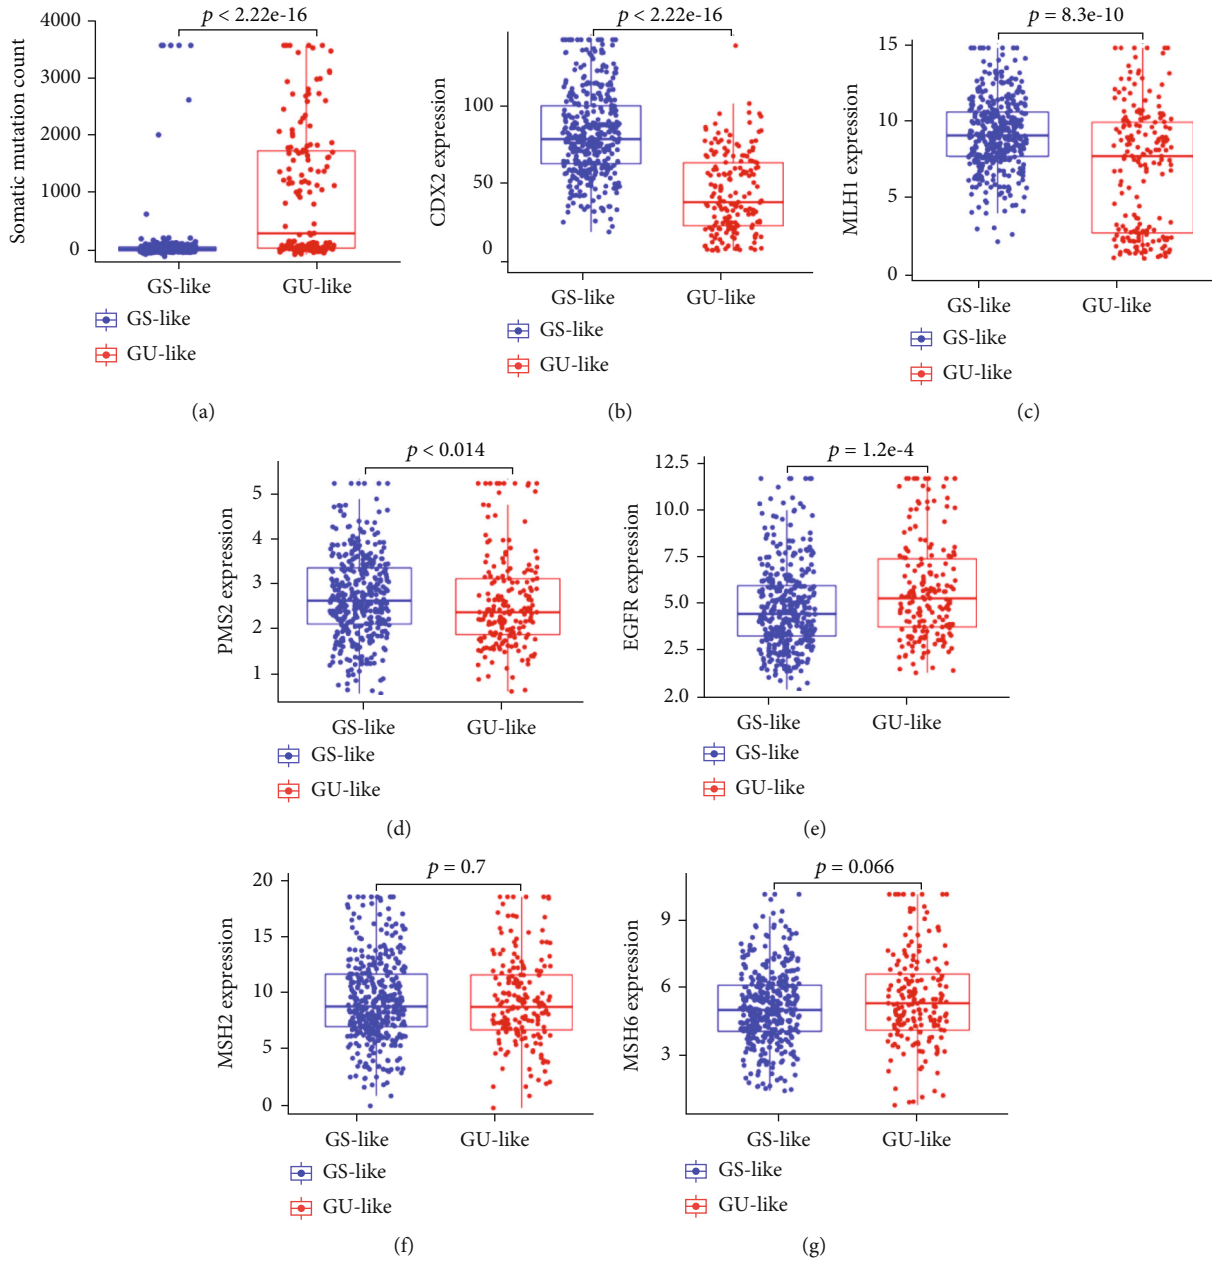 p < 2.22e-16
Somatic mutation count
4000
3000
2000
1000
0
GS-like
GU-like
GS-like
GU-like
(a)
p < 2.22e-16
CDX2 expression
100
50
0
GS-like
GU-like
GS-like
GU-like
(b)
p = 8.3e-10
MLH1 expression
15
10
5
0
GS-like
GU-like
GS-like
GU-like
(c)
p < 0.014
PMS2 expression
5
4
3
2
1
GS-like
GU-like
GS-like
GU-like
(d)
p = 1.2e-4
EGFR expression
12.5
10.0
7.5
5.0
2.5
2.0
GS-like
GU-like
GS-like
GU-like
(e)
p = 0.7
MSH2 expression
20
15
10
5
0
GS-like
GU-like
GS-like
GU-like
(f)
p = 0.066
MSH6 expression
9
6
3
GS-like
GU-like
GS-like
GU-like
(g)